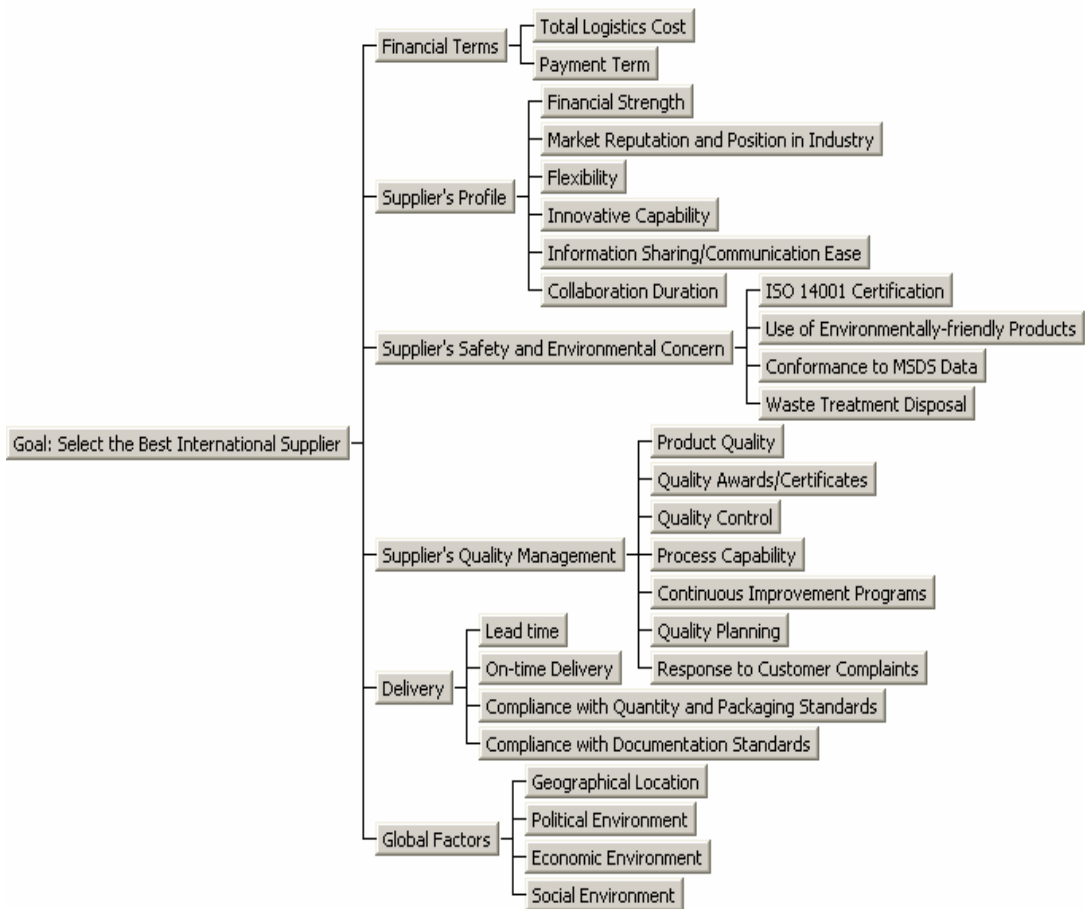 Goal: Select the Best International Supplier
Financial Terms
Total Logistics Cost
Payment Term
Supplier's Profile
Financial Strength
Market Reputation and Position in Industry
Flexibility
Innovative Capability
Information Sharing/Communication Ease
Collaboration Duration
Supplier's Safety and Environmental Concern
ISO 14001 Certification
Use of Environmentally-friendly Products
Conformance to MSDS Data
Waste Treatment Disposal
Supplier's Quality Management
Product Quality
Quality Awards/Certificates
Quality Control
Process Capability
Continuous Improvement Programs
Quality Planning
Response to Customer Complaints
Delivery
Lead time
On-time Delivery
Compliance with Quantity and Packaging Standards
Compliance with Documentation Standards
Global Factors
Geographical Location
Political Environment
Economic Environment
Social Environment